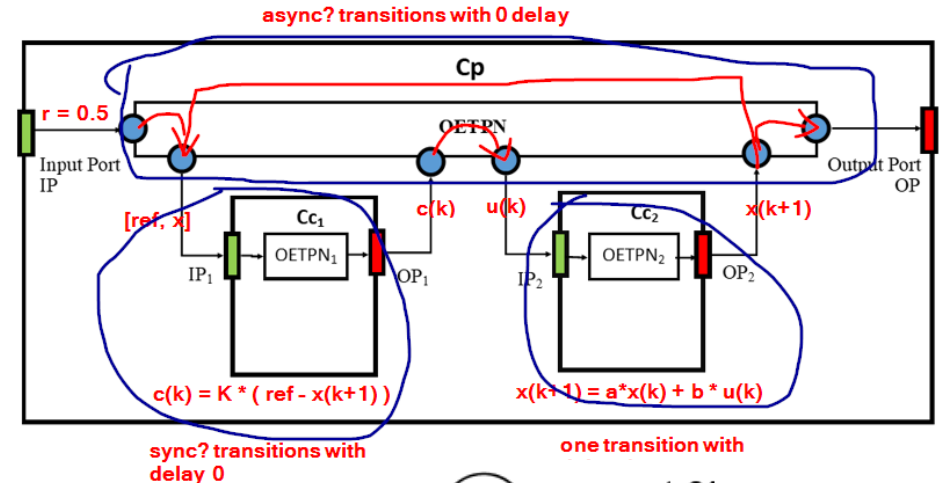 async? transitions with 0 delay
Cp
r = 0.5
OETPN
Input Port
IP
Output Port
OP
[ref, x]
c(k)
u(k)
x(k+1)
Cc1
Cc2
OETPN1
OETPN2
IP1
OP1
IP2
OP2
c(k) = K * ( ref - x(k+1) )
x(k+1) = a*x(k) + b * u(k)
sync? transitions with
delay 0
one transition with